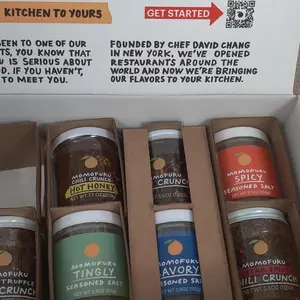 KITCHEN TO YOURS
GET STARTED
EEN TO ONE OF OUR
TS, YOU KNOW THAT
U IS SERIOUS ABOUT
D. IF YOU HAVEN'T,
TO MEET YOU.
FOUNDED BY CHEF DAVID CHANG
IN NEW YORK, WE'VE OPENED
RESTAURANTS AROUND THE
WORLD AND NOW WE'RE BRINGING
OUR FLAVORS TO YOUR KITCHEN.
MOMOFUKU
CHILI CRUNCH
HOT HONEY
CRUNCH
MOMOFUKU
SPICY
SEASONED SALT
MOMOFUKU
TRUFFLE
CRUNCH
MOMOFUKU
TINGLY
SEASONED SALT
MOMOFUKU
AVORY
SEASONED SALT
MOMOFUKU
CHILI CRUNCH